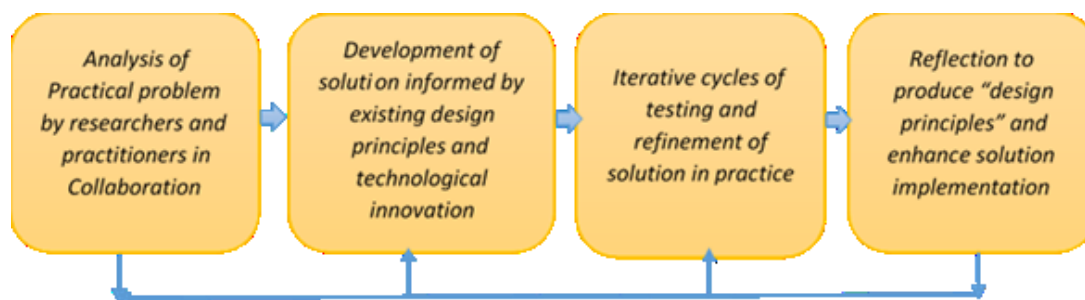 Analysis of
Practical problem
by researchers and
practitioners in
Collaboration
Development of
solution informed by
existing design
principles and
technological
innovation
Iterative cycles of
testing and
refinement of
solution in practice
Reflection to
produce “design
principles” and
enhance solution
implementation